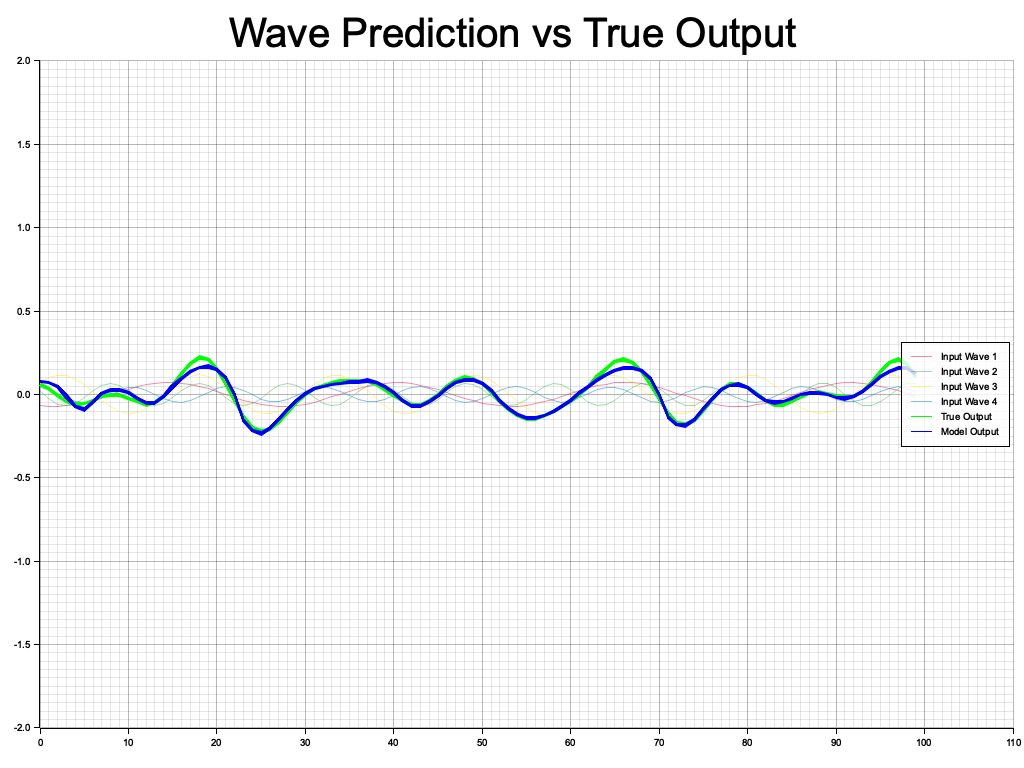 Wave Prediction vs True Output
2.0
1.5
1.0
0.5
0.0
-0.5
-1.0
-1.5
-2.0
0 10 20 30 40 50 60 70 80 90 100 110
Input Wave 1
Input Wave 2
Input Wave 3
Input Wave 4
True Output
Model Output